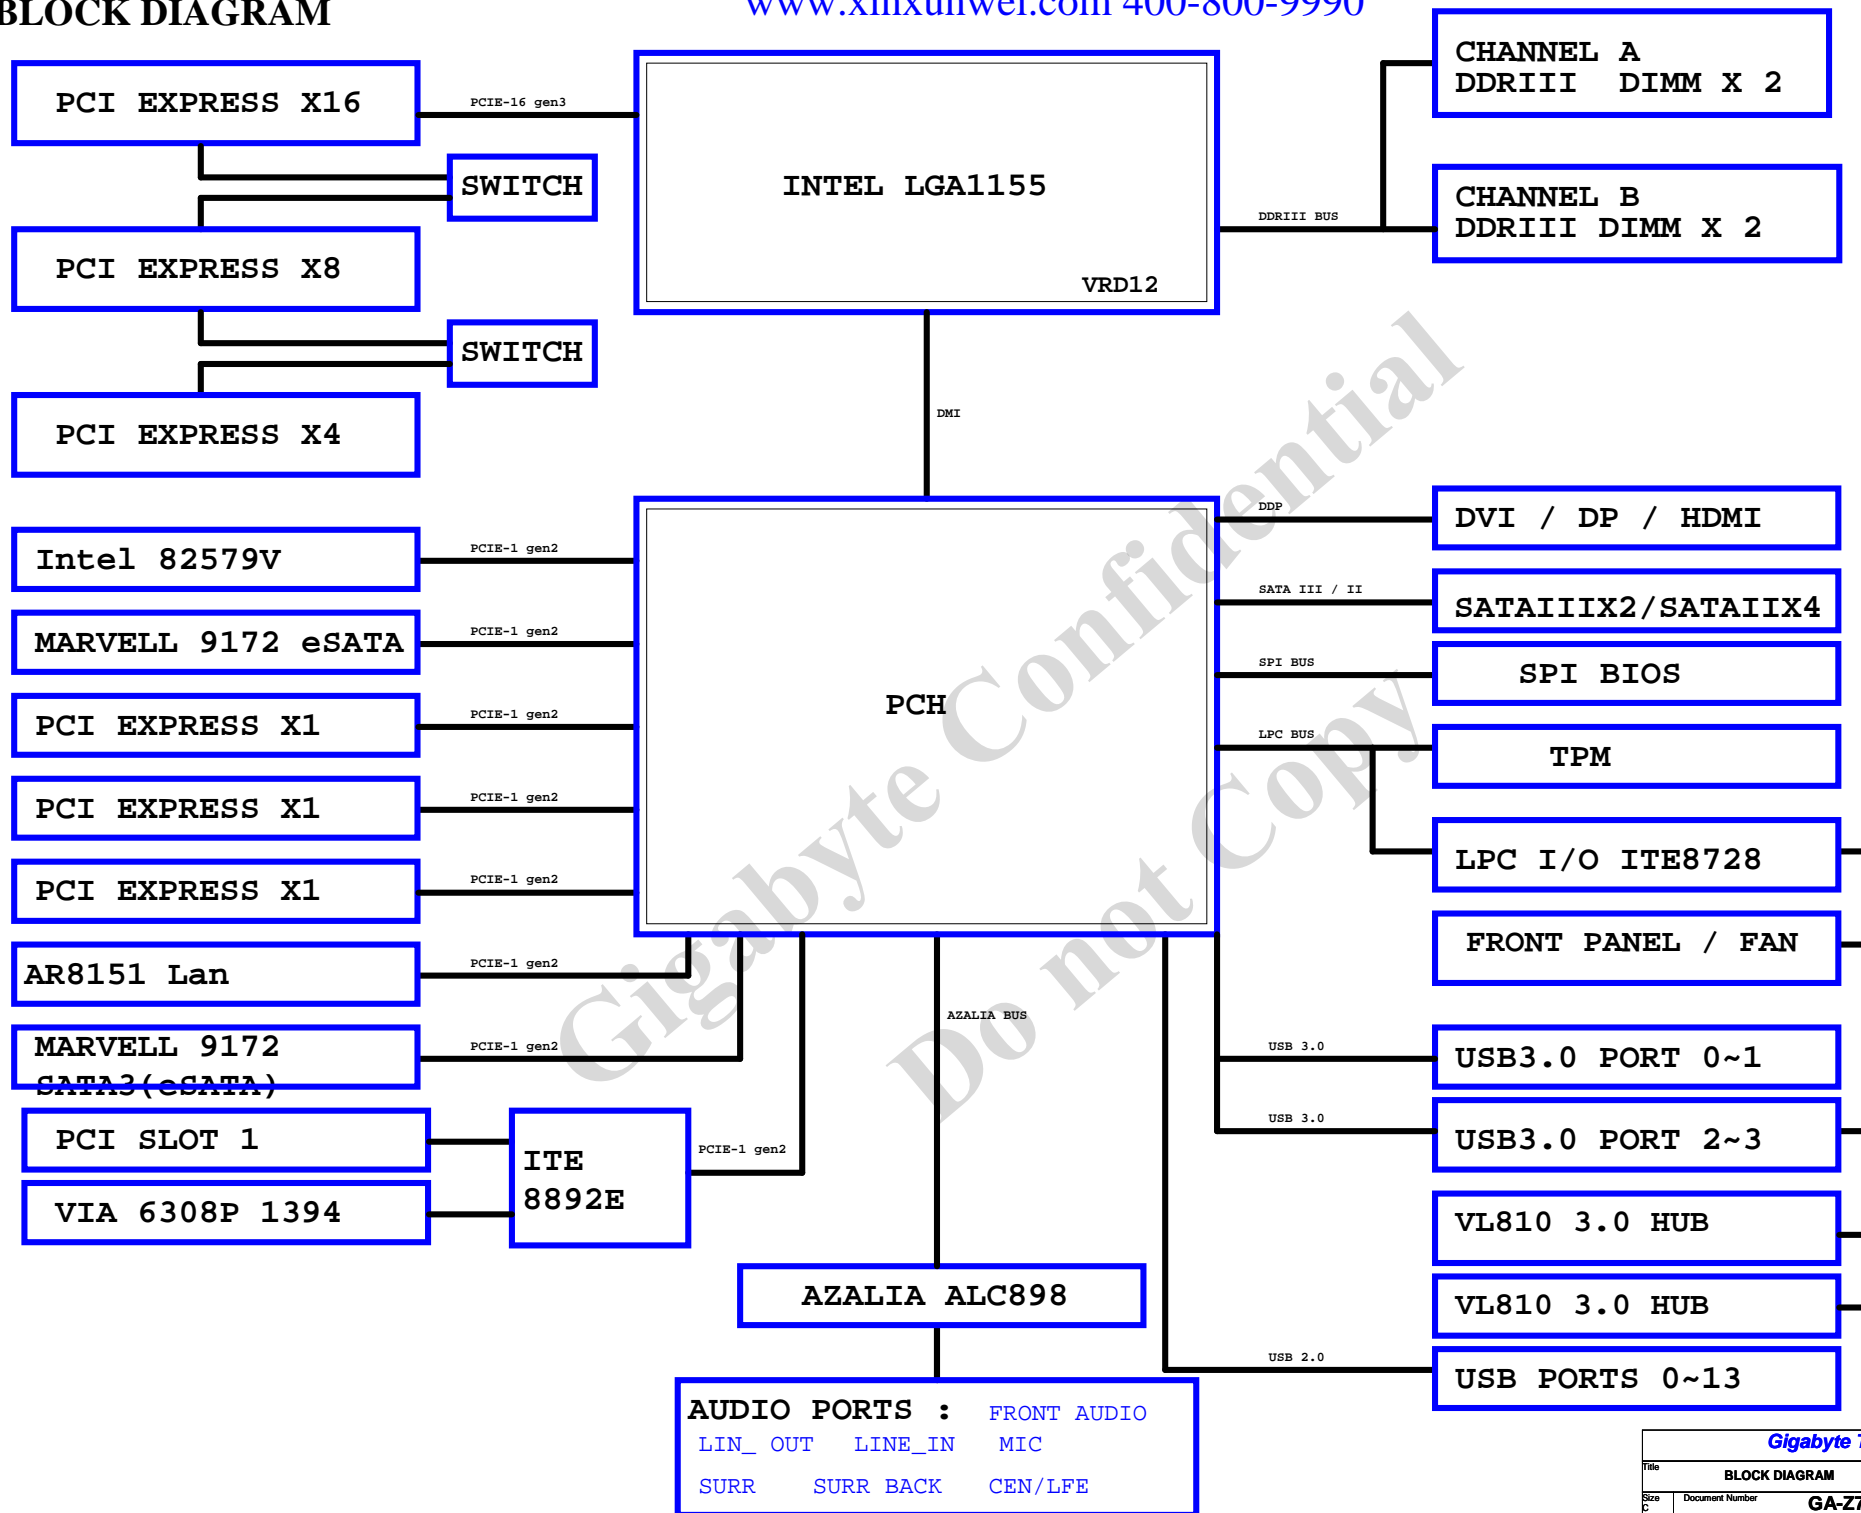 BLOCK DIAGRAM
www.xinxunwei.com 400-800-9990
PCI EXPRESS X16
PCIE-16 gen3
SWITCH
PCI EXPRESS X8
SWITCH
PCI EXPRESS X4
INTEL LGA1155
VRD12
DDRIII BUS
CHANNEL A
DDRIII DIMM X 2
CHANNEL B
DDRIII DIMM X 2
DMI
Intel 82579V
PCIE-1 gen2
MARVELL 9172 eSATA
PCIE-1 gen2
PCI EXPRESS X1
PCIE-1 gen2
PCI EXPRESS X1
PCIE-1 gen2
PCI EXPRESS X1
PCIE-1 gen2
AR8151 Lan
PCIE-1 gen2
MARVELL 9172
SATA3(eSATA)
PCIE-1 gen2
PCI SLOT 1
VIA 6308P 1394
ITE
8892E
PCIE-1 gen2
PCH
DDP
DVI / DP / HDMI
SATA III / II
SATAIIIX2/SATAIIX4
SPI BUS
SPI BIOS
LPC BUS
TPM
LPC I/O ITE8728
FRONT PANEL / FAN
USB 3.0
USB3.0 PORT 0~1
USB 3.0
USB3.0 PORT 2~3
VL810 3.0 HUB
VL810 3.0 HUB
USB 2.0
USB PORTS 0~13
AZALIA BUS
AZALIA ALC898
AUDIO PORTS : FRONT AUDIO
LIN_ OUT LINE_IN MIC
SURR SURR BACK CEN/LFE
Gigabyte Confidential
Do not Copy
Gigabyte
Title
BLOCK DIAGRAM
Size
C
Document Number
GA-Z7